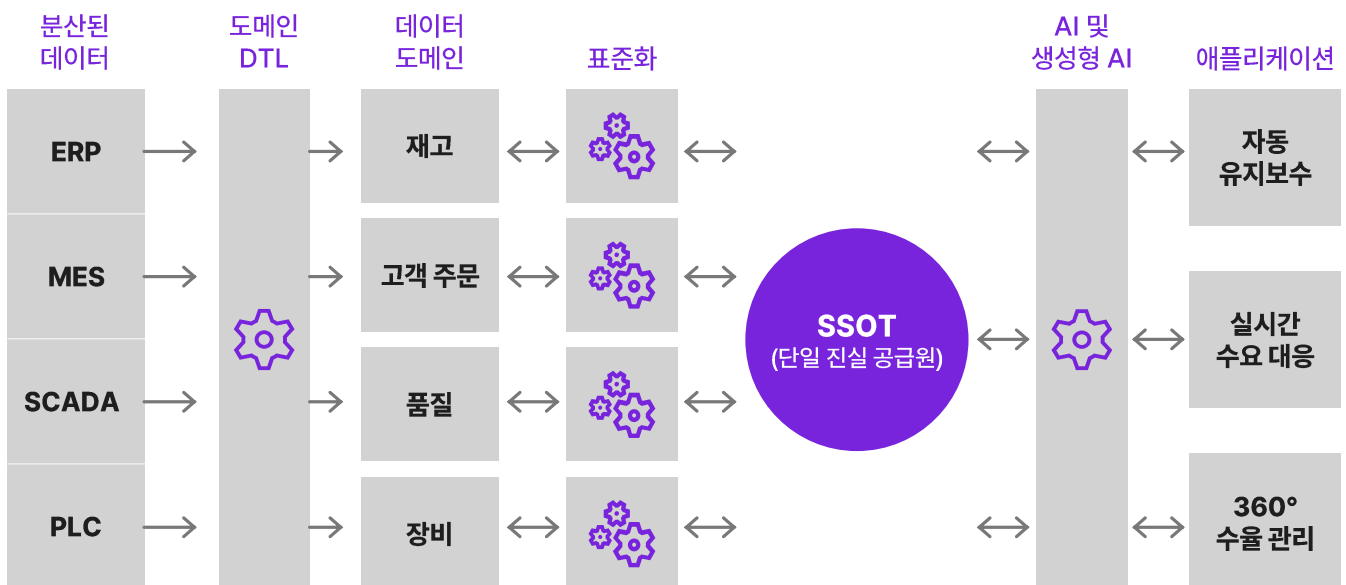 분산된
데이터
도메인
DTL
데이터
도메인
표준화
AI 및
생성형 AI
애플리케이션
ERP
MES
SCADA
PLC
재고
고객 주문
품질
장비
SSOT
(단일 진실 공급원)
자동
유지보수
실시간
수요 대응
360°
수율 관리